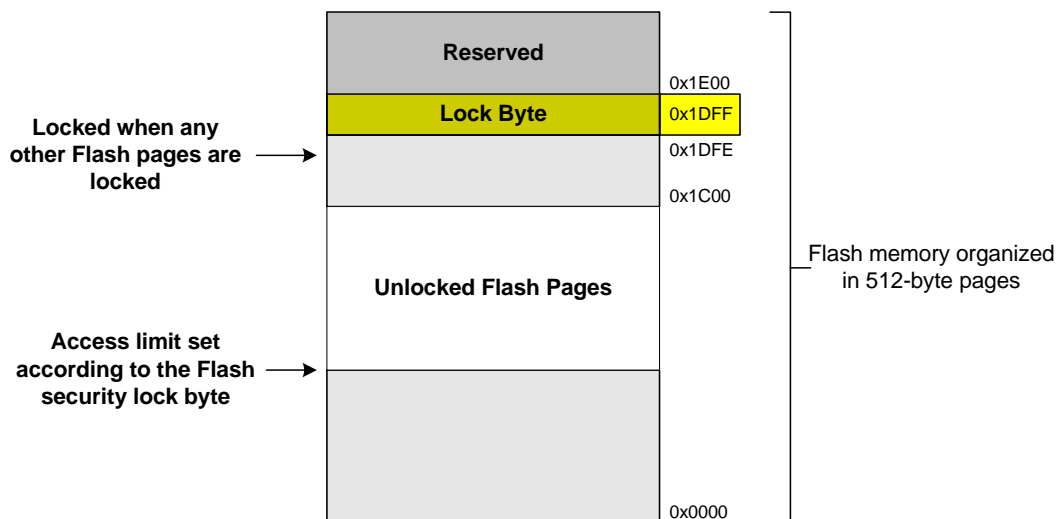 Reserved
0x1E00
Lock Byte
0x1DFF
Locked when any
other Flash pages are
locked
0x1DFE
0x1C00
Flash memory organized
in 512-byte pages
Unlocked Flash Pages
Access limit set
according to the Flash
security lock byte
0x0000